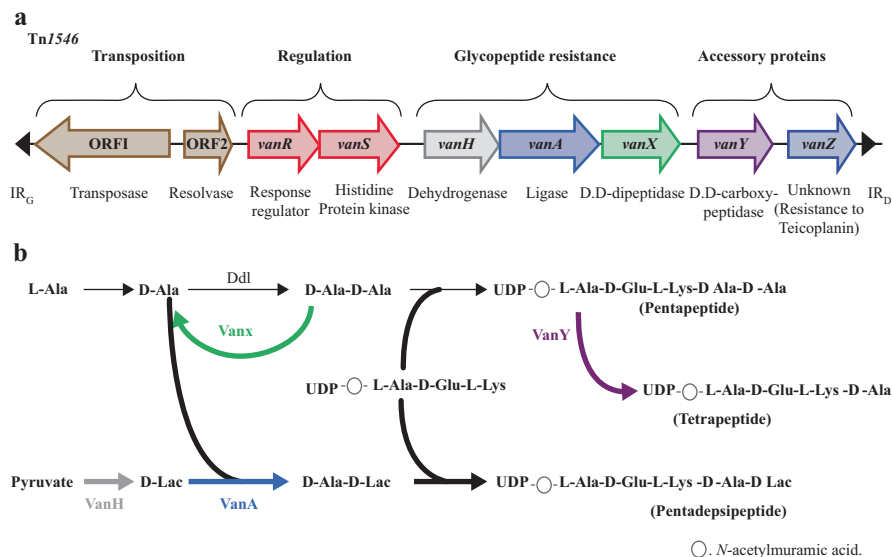 a
Tn1546
Transposition Regulation Glycopeptide resistance Accessory proteins
ORFI ORF2 vanR vanS vanH vanA vanX vanY vanZ
IRG Transposase Resolvase Response regulator Histidine Protein kinase Dehydrogenase Ligase D.D-dipeptidase D.D-carboxy-peptidase Unknown (Resistance to Teicoplanin) IRD
b
L-Ala D-Ala Ddl D-Ala-D-Ala UDP L-Ala-D-Glu-L-Lys-D Ala-D -Ala
(Pentapeptide)
Vanx VanY
UDP L-Ala-D-Glu-L-Lys
UDP L-Ala-D-Glu-L-Lys -D-Ala
(Tetrapeptide)
Pyruvate D-Lac D-Ala-D-Lac UDP L-Ala-D-Glu-L-Lys -D-Ala-D Lac
VanH VanA
(Pentadepsipeptide)
, N-acetylmuramic acid.